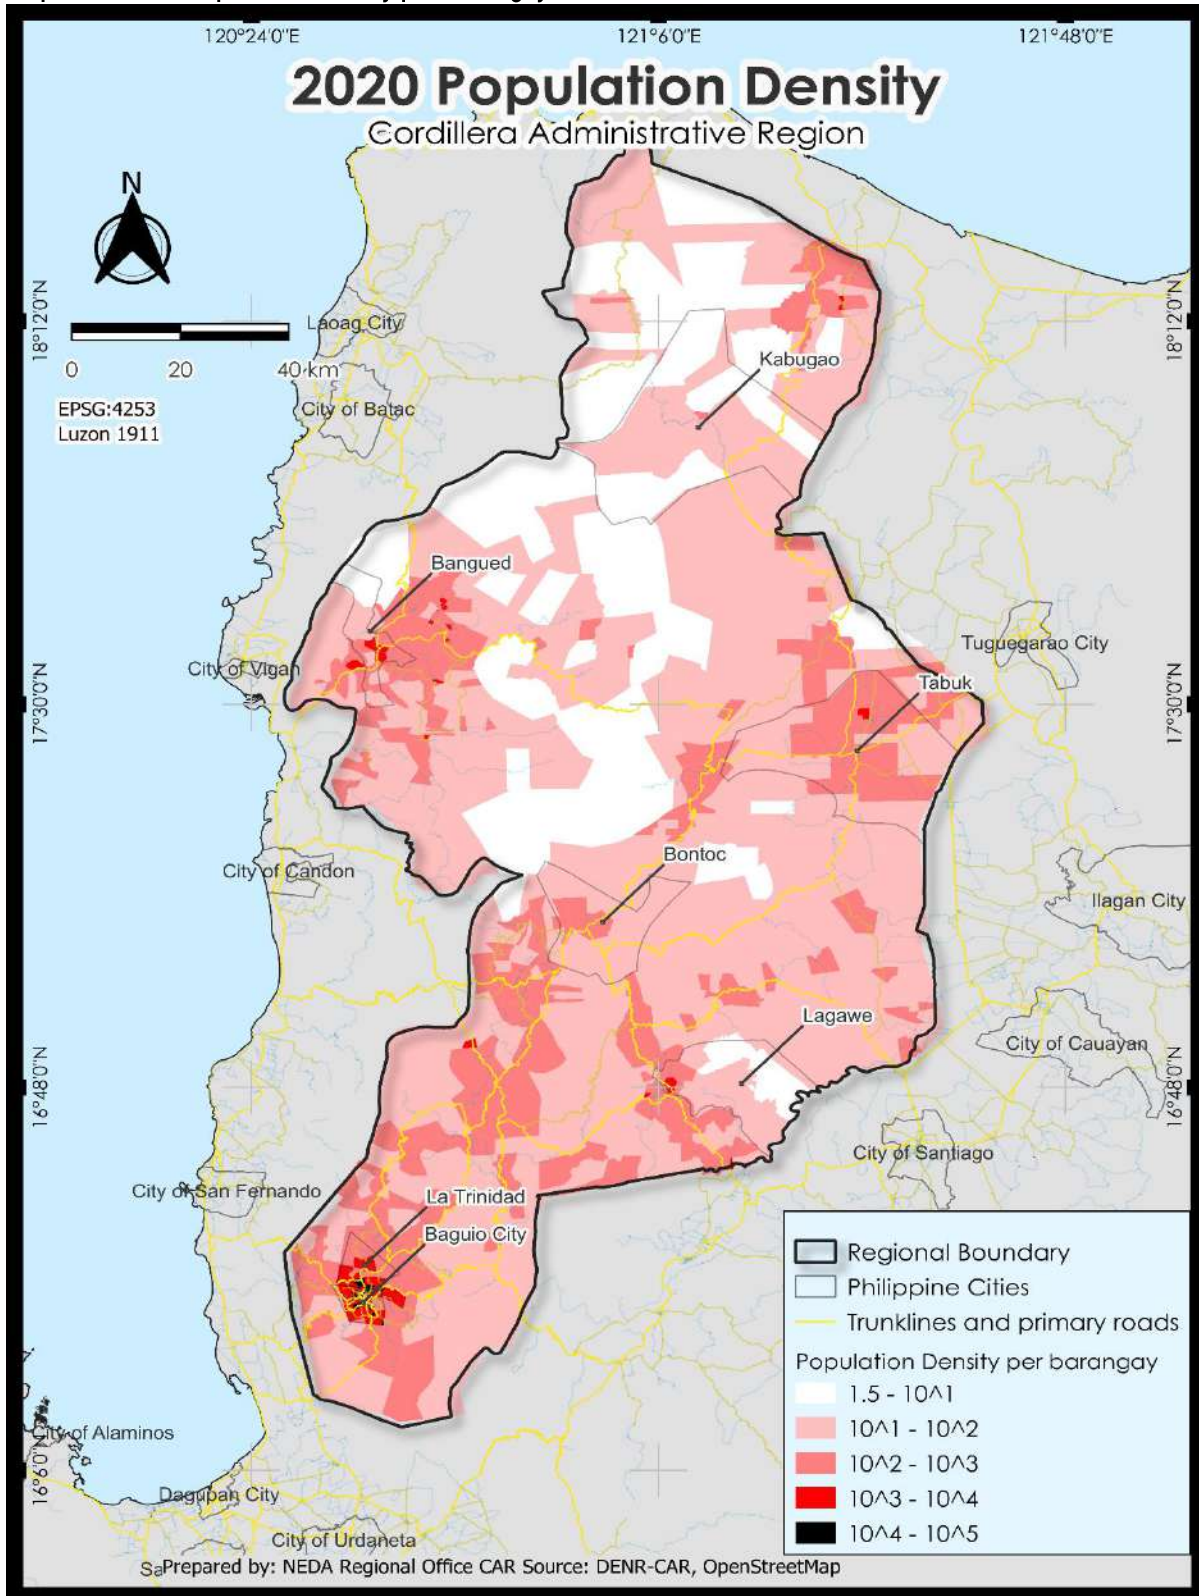 120°24'0"E
121°6'0"E
121°48'0"E
2020 Population Density
Cordillera Administrative Region
N
18°12'0"N
18°12'0"N
Laoag City
0
20
40 km
Kabugao
EPSG:4253
Luzon 1911
City of Batac
Bangued
Tuguegarao City
City of Vigan
Tabuk
17°30'0"N
17°30'0"N
Bontoc
City of Candon
Ilagan City
Lagawe
City of Cauayan
16°48'0"N
16°48'0"N
City of Santiago
City of San Fernando
La Trinidad
Baguio City
Regional Boundary
Philippine Cities
Trunklines and primary roads
Population Density per barangay
1.5 - 10^1
10^1 - 10^2
10^2 - 10^3
10^3 - 10^4
10^4 - 10^5
City of Alaminos
16°6'0"N
Dagupan City
City of Urdaneta
Prepared by: NEDA Regional Office CAR Source: DENR-CAR, OpenStreetMap